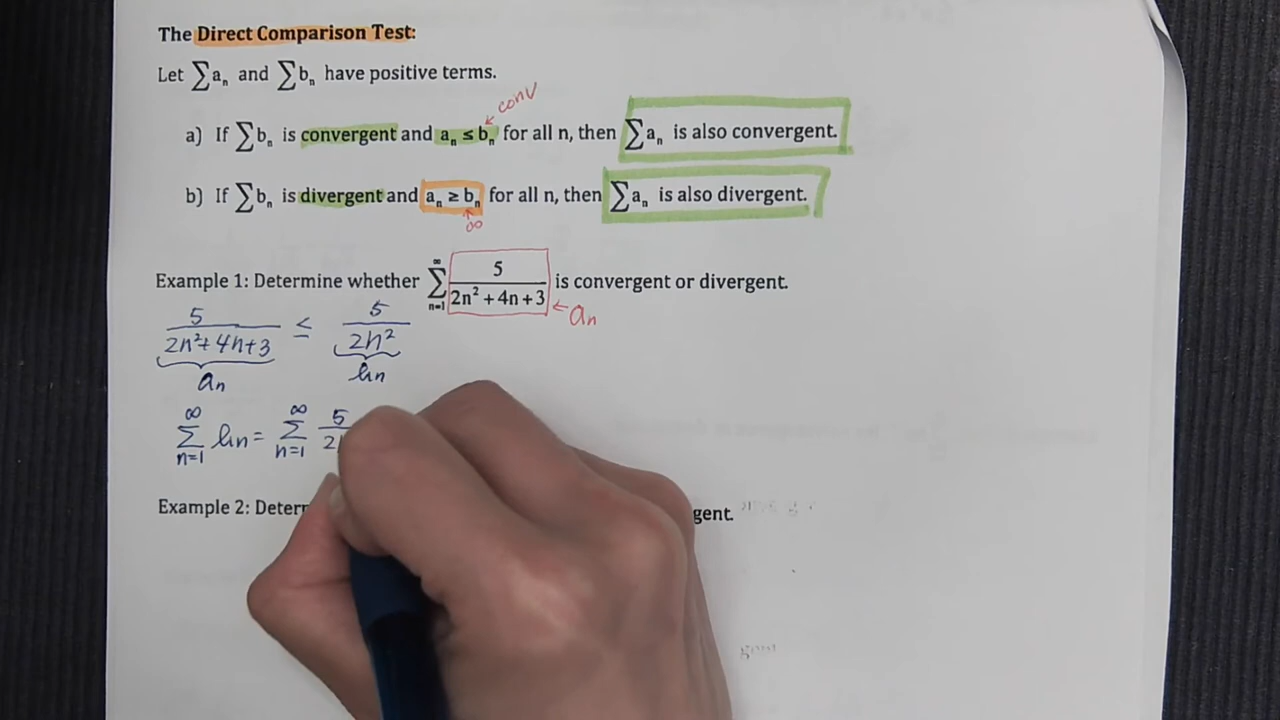 The Direct Comparison Test:
Let ∑aₙ and ∑bₙ have positive terms.
conv
a) If ∑bₙ is convergent and aₙ ≤ bₙ for all n, then ∑aₙ is also convergent.
b) If ∑bₙ is divergent and aₙ ≥ bₙ for all n, then ∑aₙ is also divergent.
∞
Example 1: Determine whether ∑_{n=1}^{∞} 5/(2n² + 4n + 3) is convergent or divergent.
← aₙ
5/(2n² + 4n + 3) ≤ 5/(2n²)
aₙ bₙ
∑_{n=1}^{∞} bₙ = ∑_{n=1}^{∞} 5/2
Example 2: Deter gent.